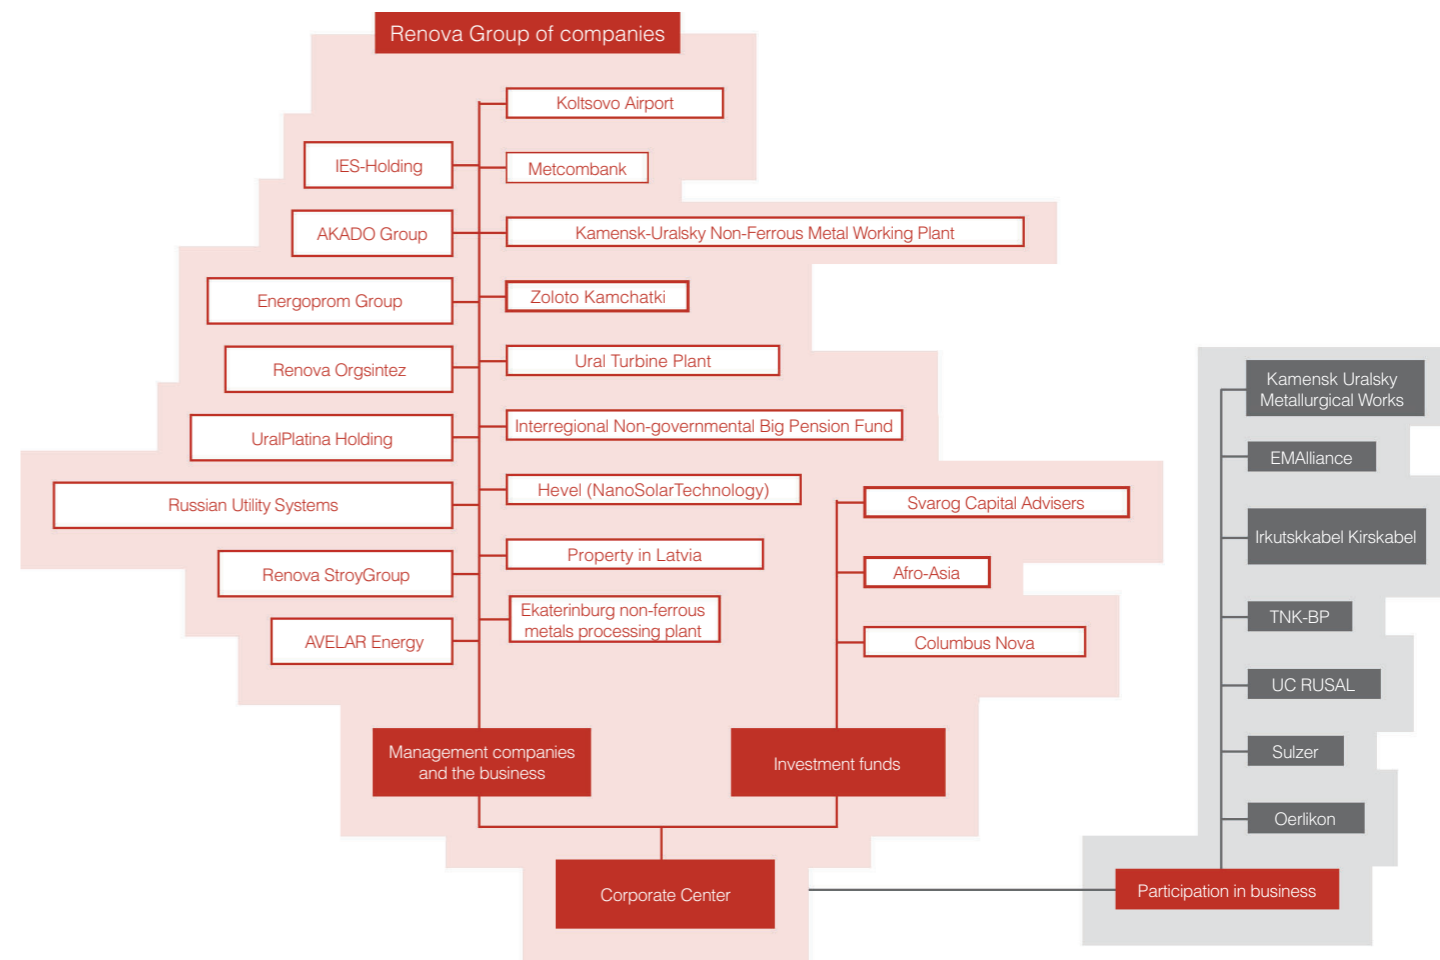 Renova Group of companies
Koltsovo Airport
IES-Holding
Metcombank
AKADO Group
Kamensk-Uralsky Non-Ferrous Metal Working Plant
Energoprom Group
Zoloto Kamchatki
Renova Orgsintez
Ural Turbine Plant
UralPlatina Holding
Interregional Non-governmental Big Pension Fund
Russian Utility Systems
Hevel (NanoSolarTechnology)
Renova StroyGroup
Property in Latvia
AVELAR Energy
Ekaterinburg non-ferrous
metals processing plant
Svarog Capital Advisers
Afro-Asia
Columbus Nova
Management companies
and the business
Investment funds
Corporate Center
Kamensk Uralsky
Metallurgical Works
EMAlliance
Irkutskkabel Kirskabel
TNK-BP
UC RUSAL
Sulzer
Oerlikon
Participation in business